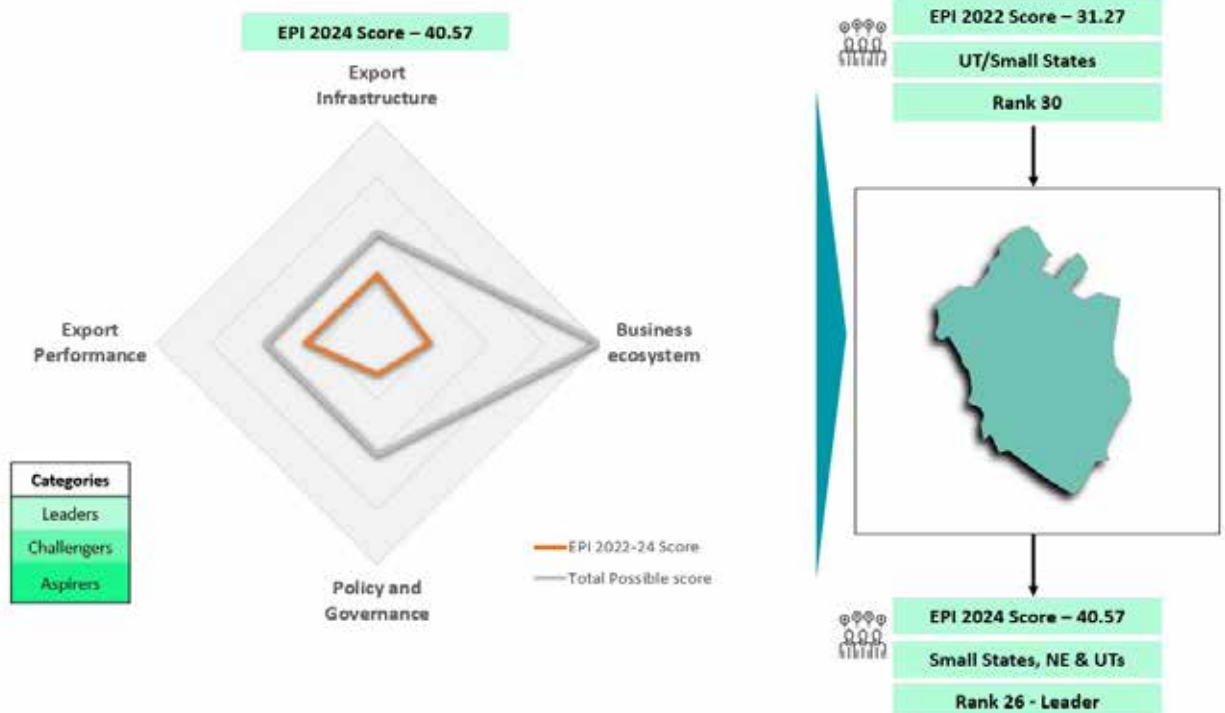 EPI 2024 Score – 40.57
Export
Infrastructure
Export
Performance
Business
ecosystem
Policy and
Governance
Categories
Leaders
Challengers
Aspirers
EPI 2022-24 Score
Total Possible score
EPI 2022 Score – 31.27
UT/Small States
Rank 30
EPI 2024 Score – 40.57
Small States, NE & UTs
Rank 26 - Leader